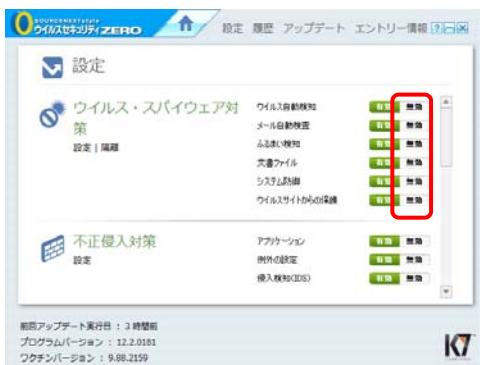 SOURCENEXTstyle
ウイルスセキュリティZERO
設定 履歴 アップデート エントリー情報
設定
ウイルス・スパイウェア対策
設定 | 隔離
ウイルス自動検知 有効 無効
メール自動検査 有効 無効
ふるまい検知 有効 無効
文書ファイル 有効 無効
システム防御 有効 無効
ウイルスサイトからの保護 有効 無効
不正侵入対策
設定
アプリケーション 有効 無効
例外の設定 有効 無効
侵入検知(IDS) 有効 無効
前回アップデート実行日 : 3 時間前
プログラムバージョン : 12.2.0161
ワクチンバージョン : 9.88.2159
K7